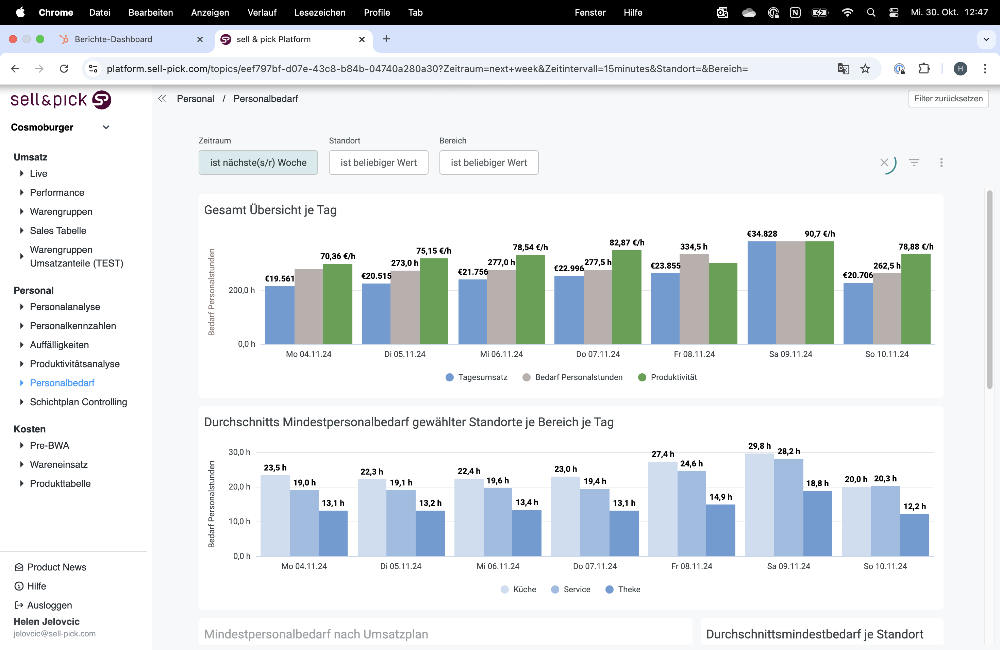 Chrome Datei Bearbeiten Anzeigen Verlauf Lesezeichen Profile Tab Fenster Hilfe Mi. 30. Okt. 12:47
Berichte-Dashboard
sell & pick Platform
platform.sell-pick.com/topics/eef797bf-d07e-43c8-b84b-04740a280a30?Zeitraum=next+week&Zeitintervall=15minutes&Standort=&Bereich=
H
sell&pick SP
Cosmoburger
Umsatz
Live
Performance
Warengruppen
Sales Tabelle
Warengruppen
Umsatzanteile (TEST)
Personal
Personalanalyse
Personalkennzahlen
Auffälligkeiten
Produktivitätsanalyse
Personalbedarf
Schichtplan Controlling
Kosten
Pre-BWA
Wareneinsatz
Produkttabelle
Product News
Hilfe
Ausloggen
Helen Jelovcic
jelovcic@sell-pick.com
Personal / Personalbedarf
Filter zurücksetzen
Zeitraum Standort Bereich
ist nächste(s/r) Woche ist beliebiger Wert ist beliebiger Wert
Gesamt Übersicht je Tag
Bedarf Personalstunden
200,0 h
0,0 h
€19.561 70,36 €/h
€20.515 273,0 h 75,15 €/h
€21.756 277,0 h 78,54 €/h
€22.996 277,5 h 82,87 €/h
€23.855 334,5 h
€34.828 90,7 €/h
€20.706 262,5 h 78,88 €/h
Mo 04.11.24 Di 05.11.24 Mi 06.11.24 Do 07.11.24 Fr 08.11.24 Sa 09.11.24 So 10.11.24
Tagesumsatz Bedarf Personalstunden Produktivität
Durchschnitts Mindestpersonalbedarf gewählter Standorte je Bereich je Tag
Bedarf Personalstunden
30,0 h
20,0 h
10,0 h
0,0 h
23,5 h 19,0 h 13,1 h
22,3 h 19,1 h 13,2 h
22,4 h 19,6 h 13,4 h
23,0 h 19,4 h 13,1 h
27,4 h 24,6 h 14,9 h
29,8 h 28,2 h 18,8 h
20,0 h 20,3 h 12,2 h
Mo 04.11.24 Di 05.11.24 Mi 06.11.24 Do 07.11.24 Fr 08.11.24 Sa 09.11.24 So 10.11.24
Küche Service Theke
Mindestpersonalbedarf nach Umsatzplan
Durchschnittsmindestbedarf je Standort